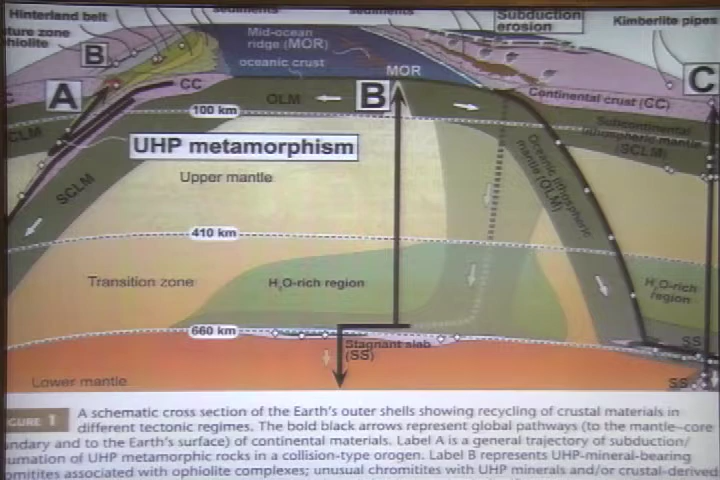 Hinterland belt
sediments
sediments
Subduction
erosion
Kimberlite pipes
B
Mid-ocean
ridge (MOR)
oceanic crust
MOR
CC
A
OLM
B
C
Continental crust (CC)
100 km
CLM
UHP metamorphism
Subcontinental
lithospheric mantle
(SCLM)
Oceanic lithospheric
mantle (OLM)
Upper mantle
SCLM
410 km
Transition zone
H2O-rich region
H2O-rich
region
660 km
Stagnant slab
(SS)
SS
Lower mantle
SS
GURE 1 A schematic cross section of the Earth's outer shells showing recycling of crustal materials in
different tectonic regimes. The bold black arrows represent global pathways (to the mantle–core
undary and to the Earth's surface) of continental materials. Label A is a general trajectory of subduction/
umation of UHP metamorphic rocks in a collision-type orogen. Label B represents UHP-mineral-bearing
omitites associated with ophiolite complexes; unusual chromitites with UHP minerals and/or crustal-derived